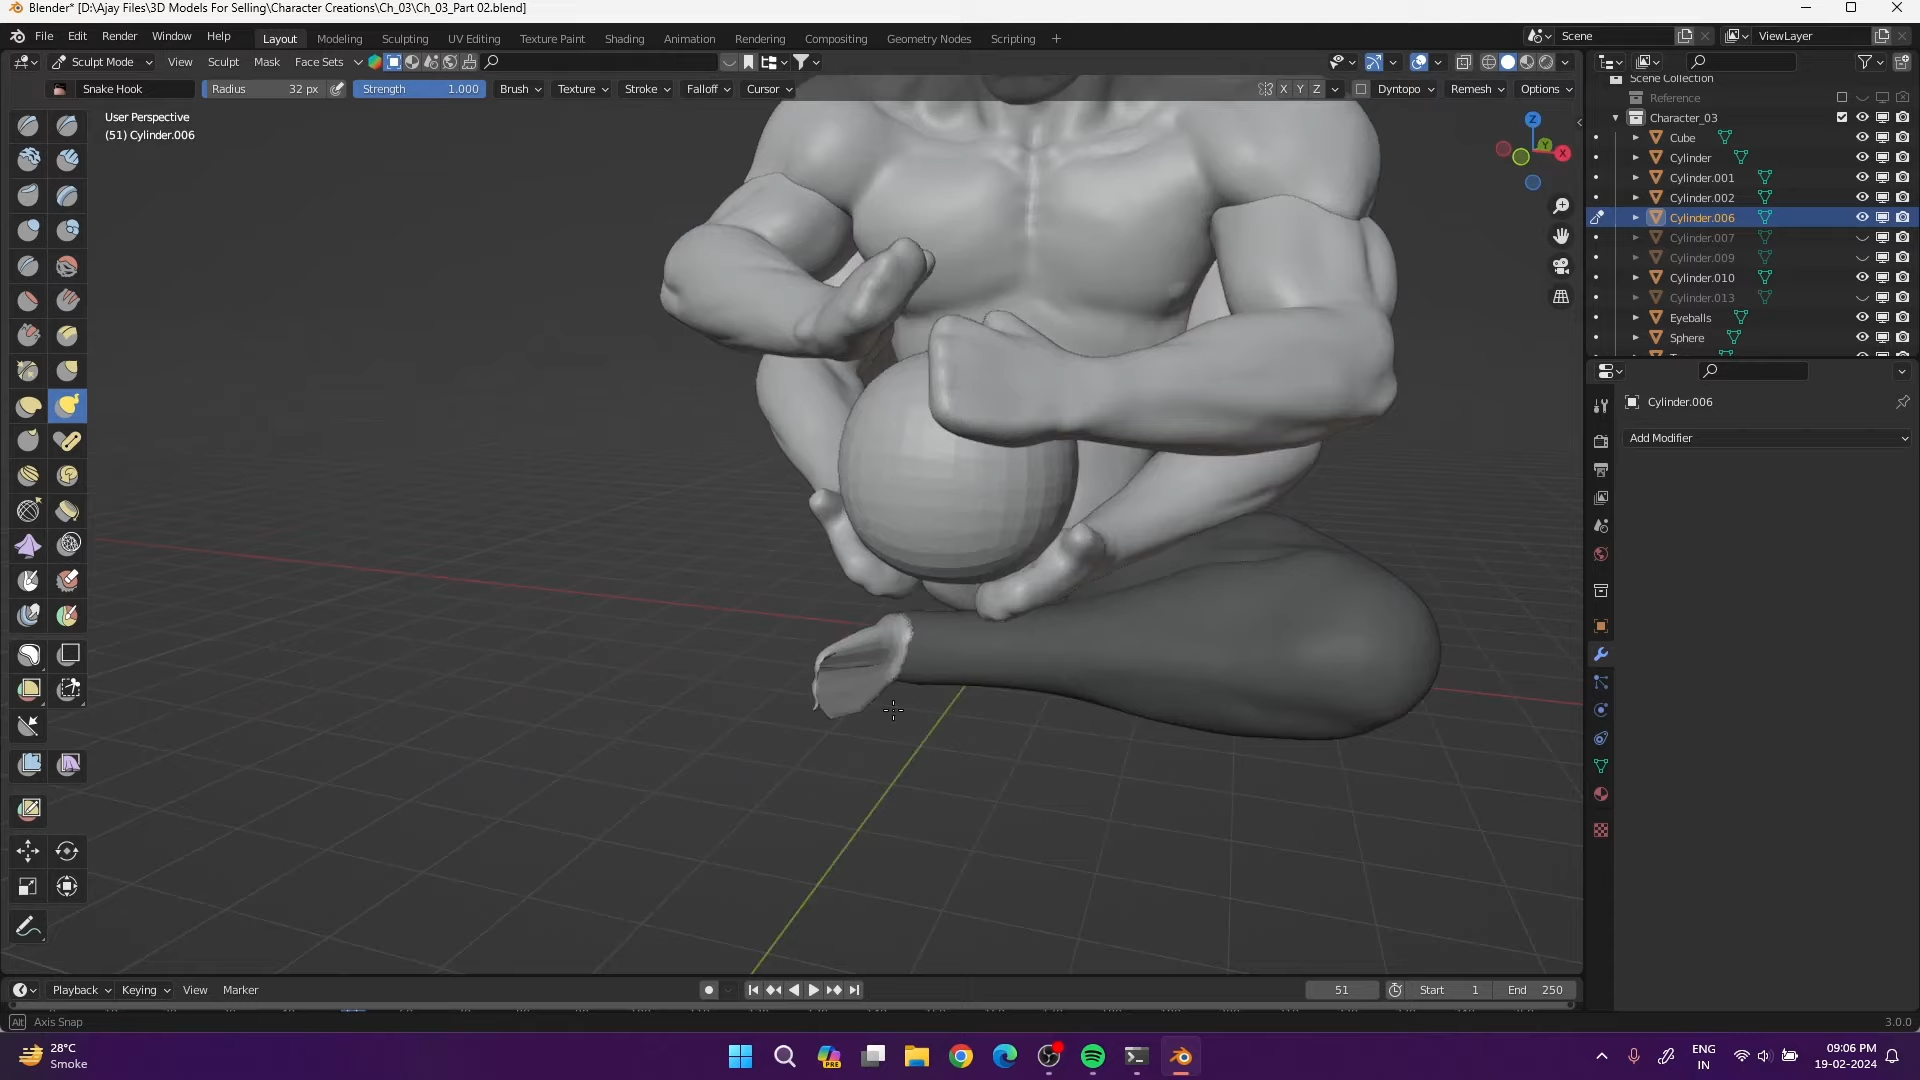 Blender* [D:\Ajay Files\3D Models For Selling\Character Creations\Ch_03\Ch_03_Part 02.blend]
File Edit Render Window Help Layout Modeling Sculpting UV Editing Texture Paint Shading Animation Rendering Compositing Geometry Nodes Scripting + Scene ViewLayer
Sculpt Mode View Sculpt Mask Face Sets
Snake Hook Radius 32 px Strength 1.000 Brush Texture Stroke Falloff Cursor X Y Z Dyntopo Remesh Options
User Perspective
(51) Cylinder.006
Z
Y
X
Scene Collection
Reference
Character_03
Cube
Cylinder
Cylinder.001
Cylinder.002
Cylinder.006
Cylinder.007
Cylinder.009
Cylinder.010
Cylinder.013
Eyeballs
Sphere
Cylinder.006
Add Modifier
Playback Keying View Marker 51 Start 1 End 250
Alt Axis Snap 3.0.0
28°C
Smoke
PRE
ENG
IN
09:06 PM
19-02-2024